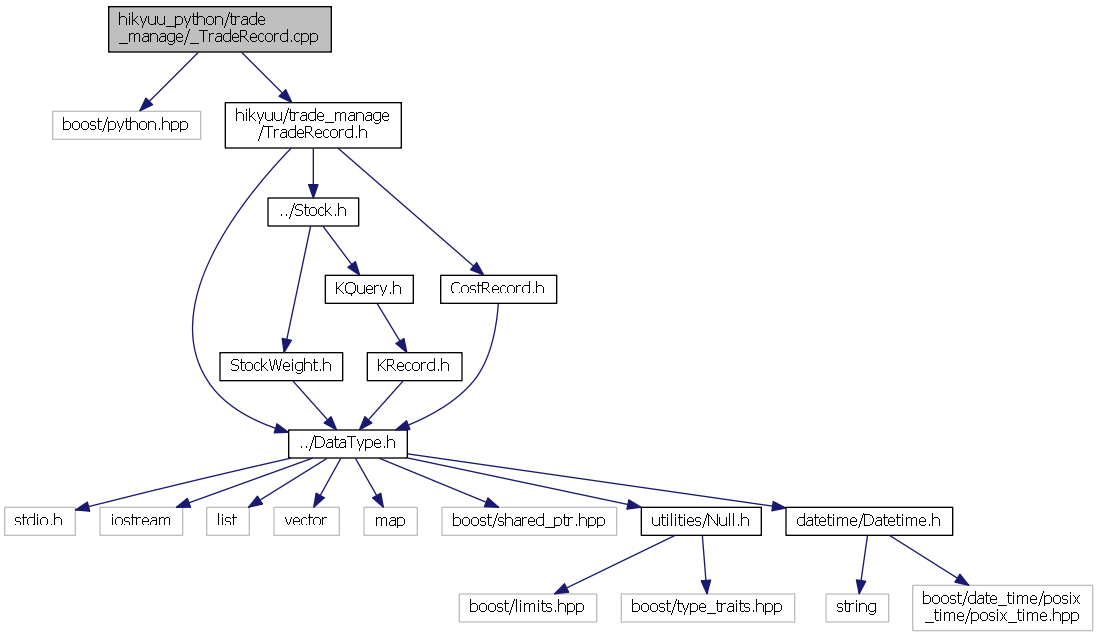 hikyuu_python/trade
_manage/_TradeRecord.cpp
boost/python.hpp
hikyuu/trade_manage
/TradeRecord.h
../Stock.h
KQuery.h
CostRecord.h
StockWeight.h
KRecord.h
../DataType.h
stdio.h
iostream
list
vector
map
boost/shared_ptr.hpp
utilities/Null.h
datetime/Datetime.h
boost/limits.hpp
boost/type_traits.hpp
string
boost/date_time/posix
_time/posix_time.hpp